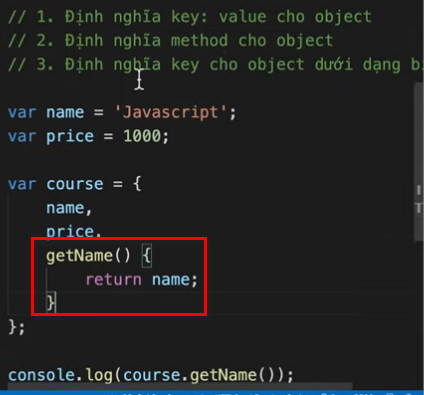 // 1. Định nghĩa key: value cho object
// 2. Định nghĩa method cho object
// 3. Định nghĩa key cho object dưới dạng
var name = 'Javascript';
var price = 1000;
var course = {
name,
price,
getName() {
return name;
}
};
console.log(course.getName());